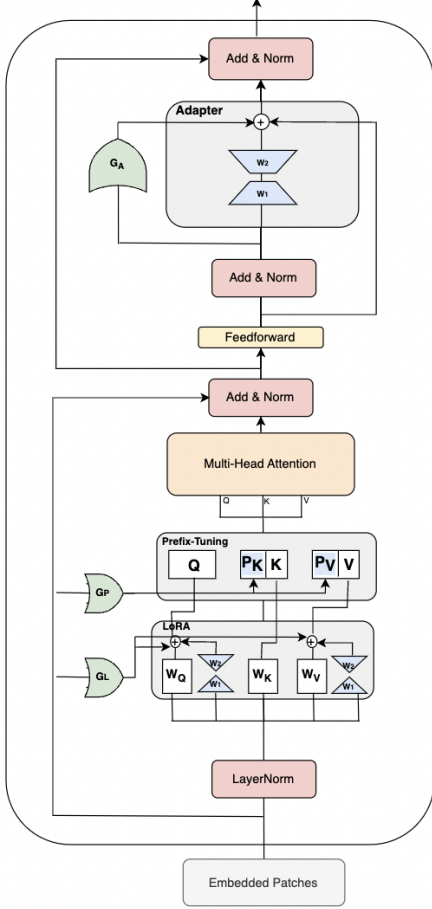 Add & Norm
Adapter
+
GA
W2
W1
Add & Norm
Feedforward
Add & Norm
Multi-Head Attention
Q K V
Prefix-Tuning
Q PK K PV V
GP
LoRA
+ +
GL
WQ W2 W1 WK WV W2 W1
LayerNorm
Embedded Patches